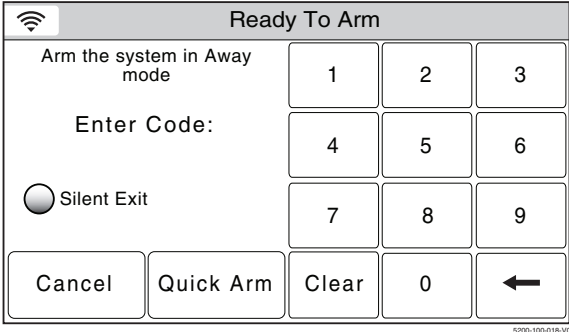 Ready To Arm
Arm the system in Away
mode
Enter Code:
Silent Exit
1 2 3
4 5 6
7 8 9
Cancel Quick Arm Clear 0
5200-100-018-V0